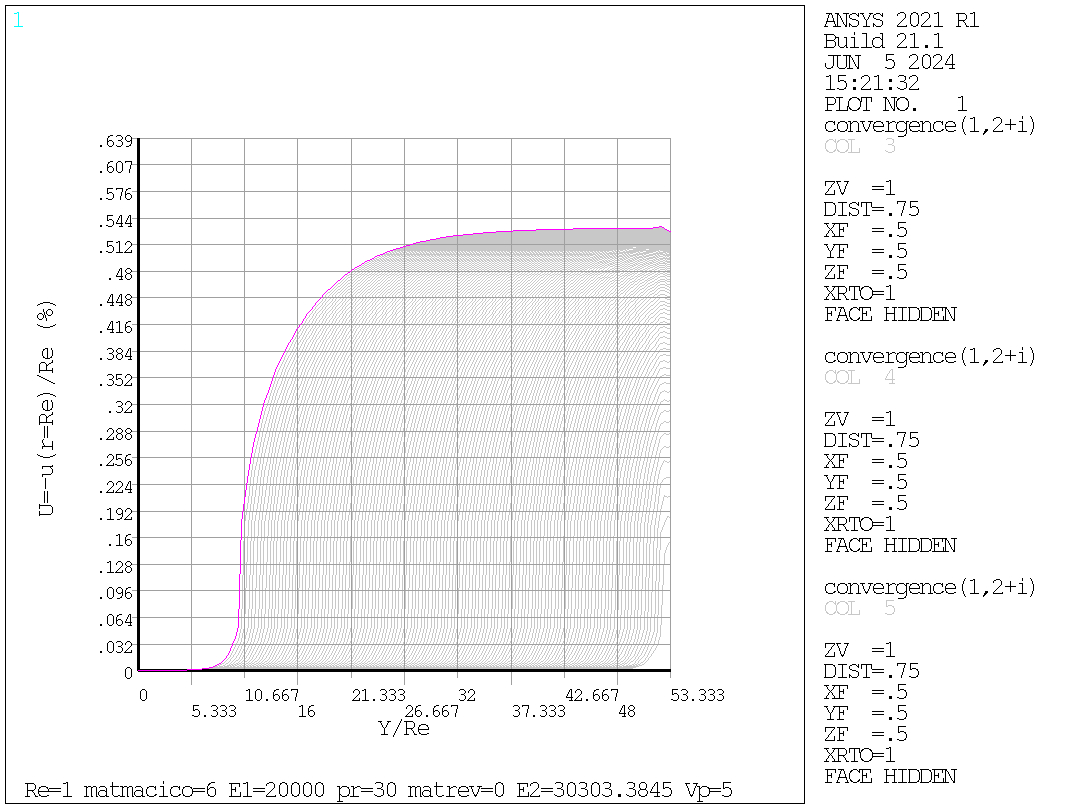 1
ANSYS 2021 R1
Build 21.1
JUN  5 2024
15:21:32
PLOT NO.   1
convergence(1,2+i)
COL  3
ZV  =1
DIST=.75
XF  =.5
YF  =.5
ZF  =.5
XRTO=1
FACE HIDDEN
convergence(1,2+i)
COL  4
ZV  =1
DIST=.75
XF  =.5
YF  =.5
ZF  =.5
XRTO=1
FACE HIDDEN
convergence(1,2+i)
COL  5
ZV  =1
DIST=.75
XF  =.5
YF  =.5
ZF  =.5
XRTO=1
FACE HIDDEN
U=-u(r=Re)/Re (%)
.639
.607
.576
.544
.512
.48
.448
.416
.384
.352
.32
.288
.256
.224
.192
.16
.128
.096
.064
.032
0
0 10.667 21.333 32 42.667 53.333
5.333 16 26.667 37.333 48
Y/Re
Re=1 matmacico=6 E1=20000 pr=30 matrev=0 E2=30303.3845 Vp=5